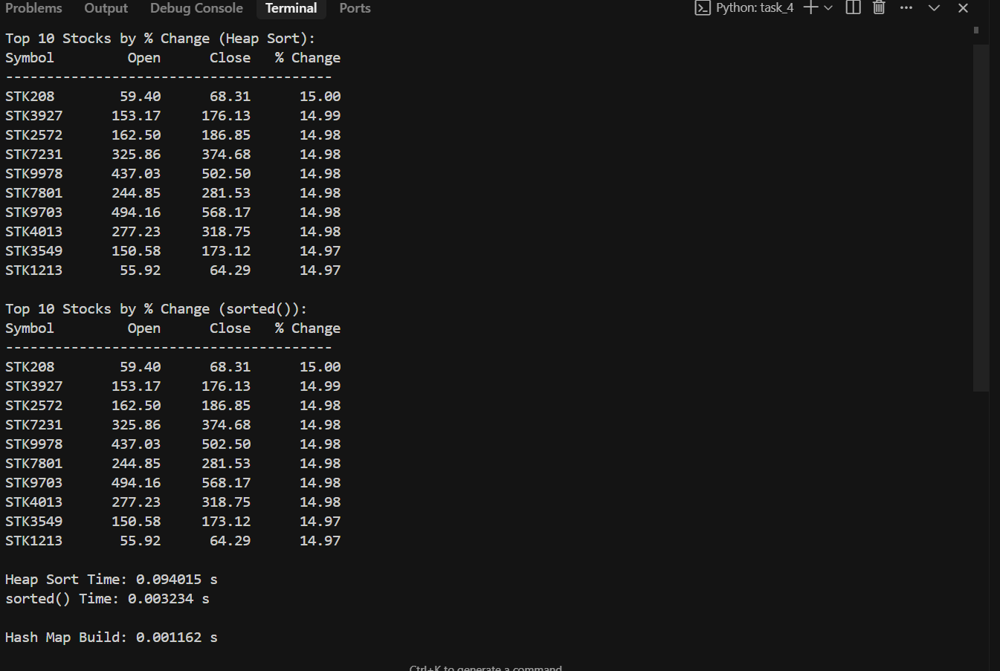 Problems Output Debug Console Terminal Ports Python: task_4
Top 10 Stocks by % Change (Heap Sort):
Symbol Open Close % Change
----------------------------------------
STK208 59.40 68.31 15.00
STK3927 153.17 176.13 14.99
STK2572 162.50 186.85 14.98
STK7231 325.86 374.68 14.98
STK9978 437.03 502.50 14.98
STK7801 244.85 281.53 14.98
STK9703 494.16 568.17 14.98
STK4013 277.23 318.75 14.98
STK3549 150.58 173.12 14.97
STK1213 55.92 64.29 14.97
Top 10 Stocks by % Change (sorted()):
Symbol Open Close % Change
----------------------------------------
STK208 59.40 68.31 15.00
STK3927 153.17 176.13 14.99
STK2572 162.50 186.85 14.98
STK7231 325.86 374.68 14.98
STK9978 437.03 502.50 14.98
STK7801 244.85 281.53 14.98
STK9703 494.16 568.17 14.98
STK4013 277.23 318.75 14.98
STK3549 150.58 173.12 14.97
STK1213 55.92 64.29 14.97
Heap Sort Time: 0.094015 s
sorted() Time: 0.003234 s
Hash Map Build: 0.001162 s
Ctrl+K to generate a command